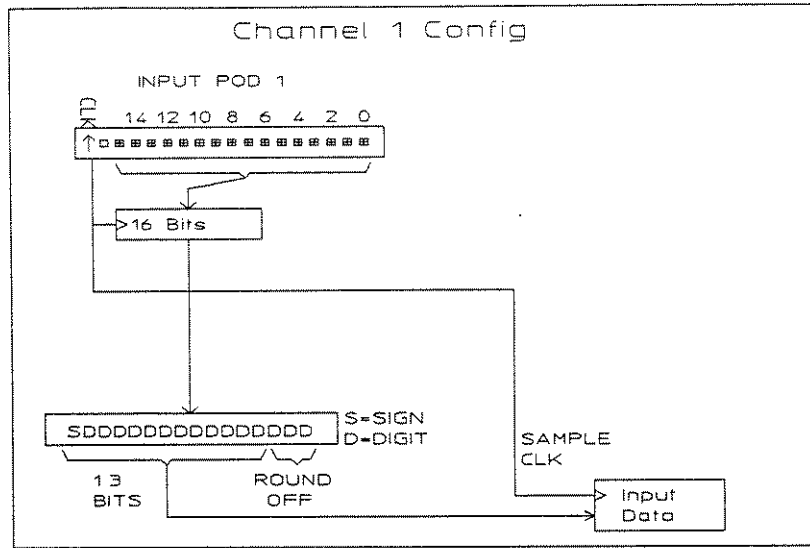 Channel 1 Config
INPUT POD 1
CLK
14 12 10 8 6 4 2 0
16 Bits
SDDDDDDDDDDDDDDD
S=SIGN
D=DIGIT
13
BITS
ROUND
OFF
SAMPLE
CLK
Input
Data